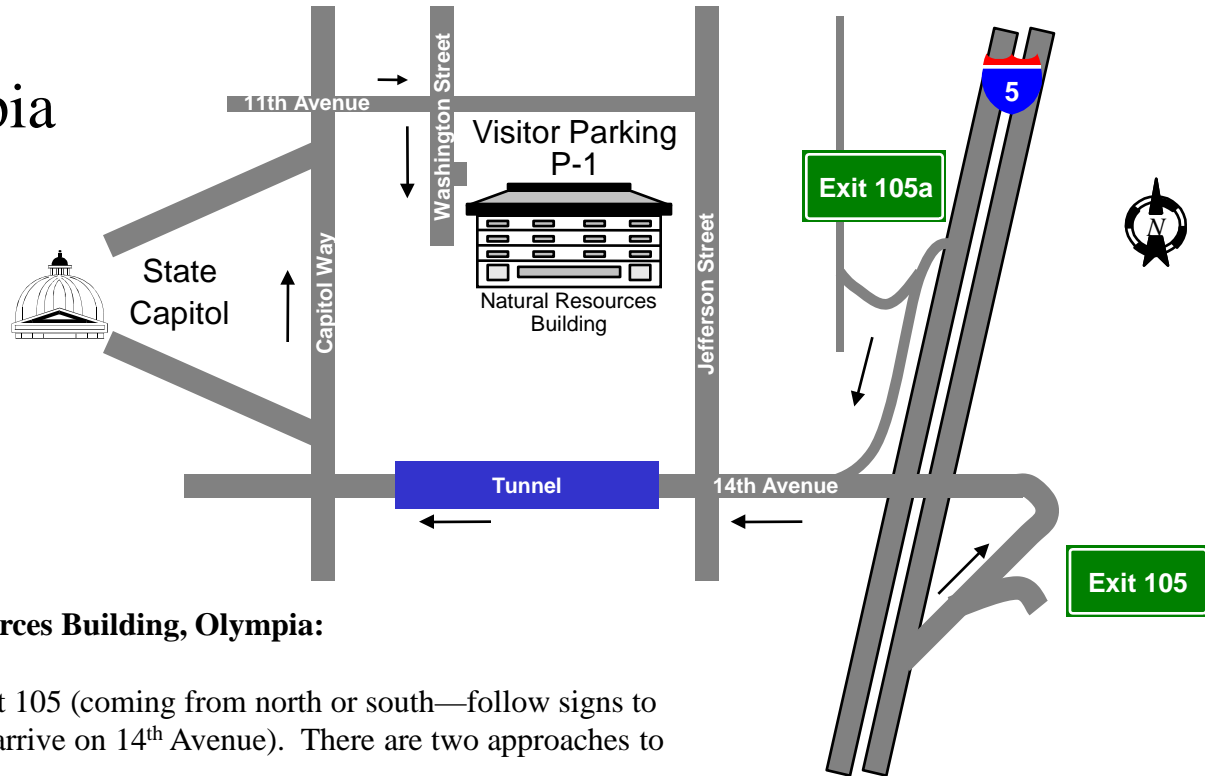 pia
11th Avenue
Washington Street
5
Visitor Parking
P-1
Exit 105a
N
State
Capitol
Capitol Way
Natural Resources
Building
Jefferson Street
Tunnel
14th Avenue
Exit 105
rces Building, Olympia:
t 105 (coming from north or south—follow signs to
arrive on 14th Avenue). There are two approaches to